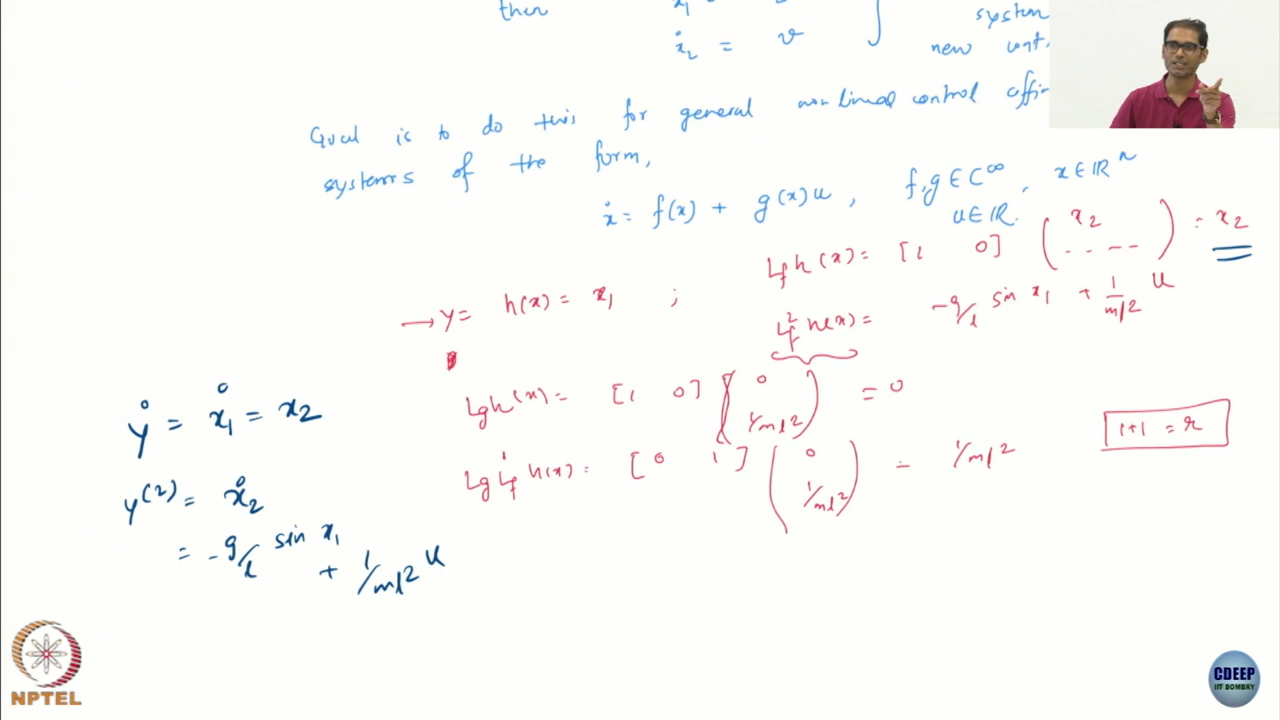 then ẋ₁ =
ẋ₂ = v
system
new cont.
Goal is to do this for general nonlinear control affin
systems of the form,
ẋ = f(x) + g(x)u , f,g ∈ C^∞ , x ∈ ℝⁿ
u ∈ ℝ.
→ y = h(x) = x₁ ;
L_f h(x) = [1 0] (x₂ ....) = x₂
L_f² h(x) = -g/l sin x₁ + 1/ml² u
L_g h(x) = [1 0] (0 1/ml²) = 0
L_g L_f¹ h(x) = [0 1] (0 1/ml²) = 1/ml²
1+1 = r
ẏ = ẋ₁ = x₂
y⁽²⁾ = ẋ₂
= -g/l sin x₁
+ 1/ml² u
NPTEL
CDEEP
IIT BOMBAY